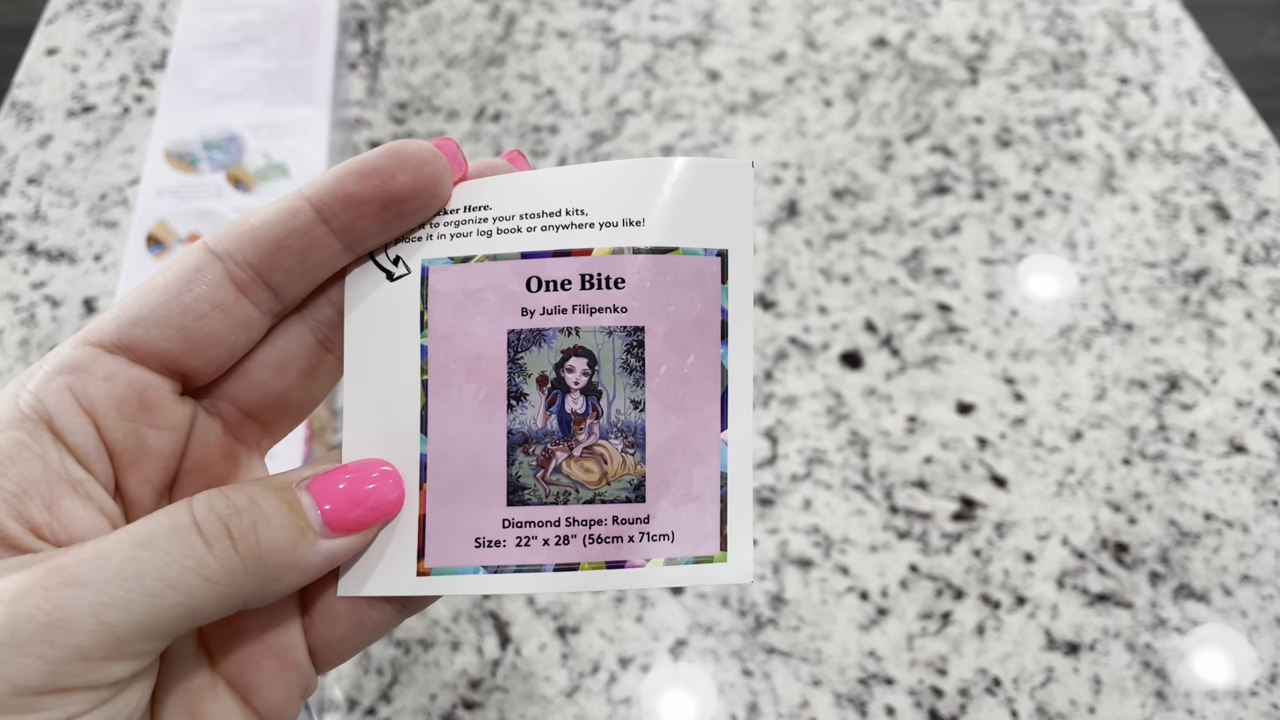 Here.
to organize your stashed kits,
place it in your log book or anywhere you like!
One Bite
By Julie Filipenko
Diamond Shape: Round
Size: 22" x 28" (56cm x 71cm)